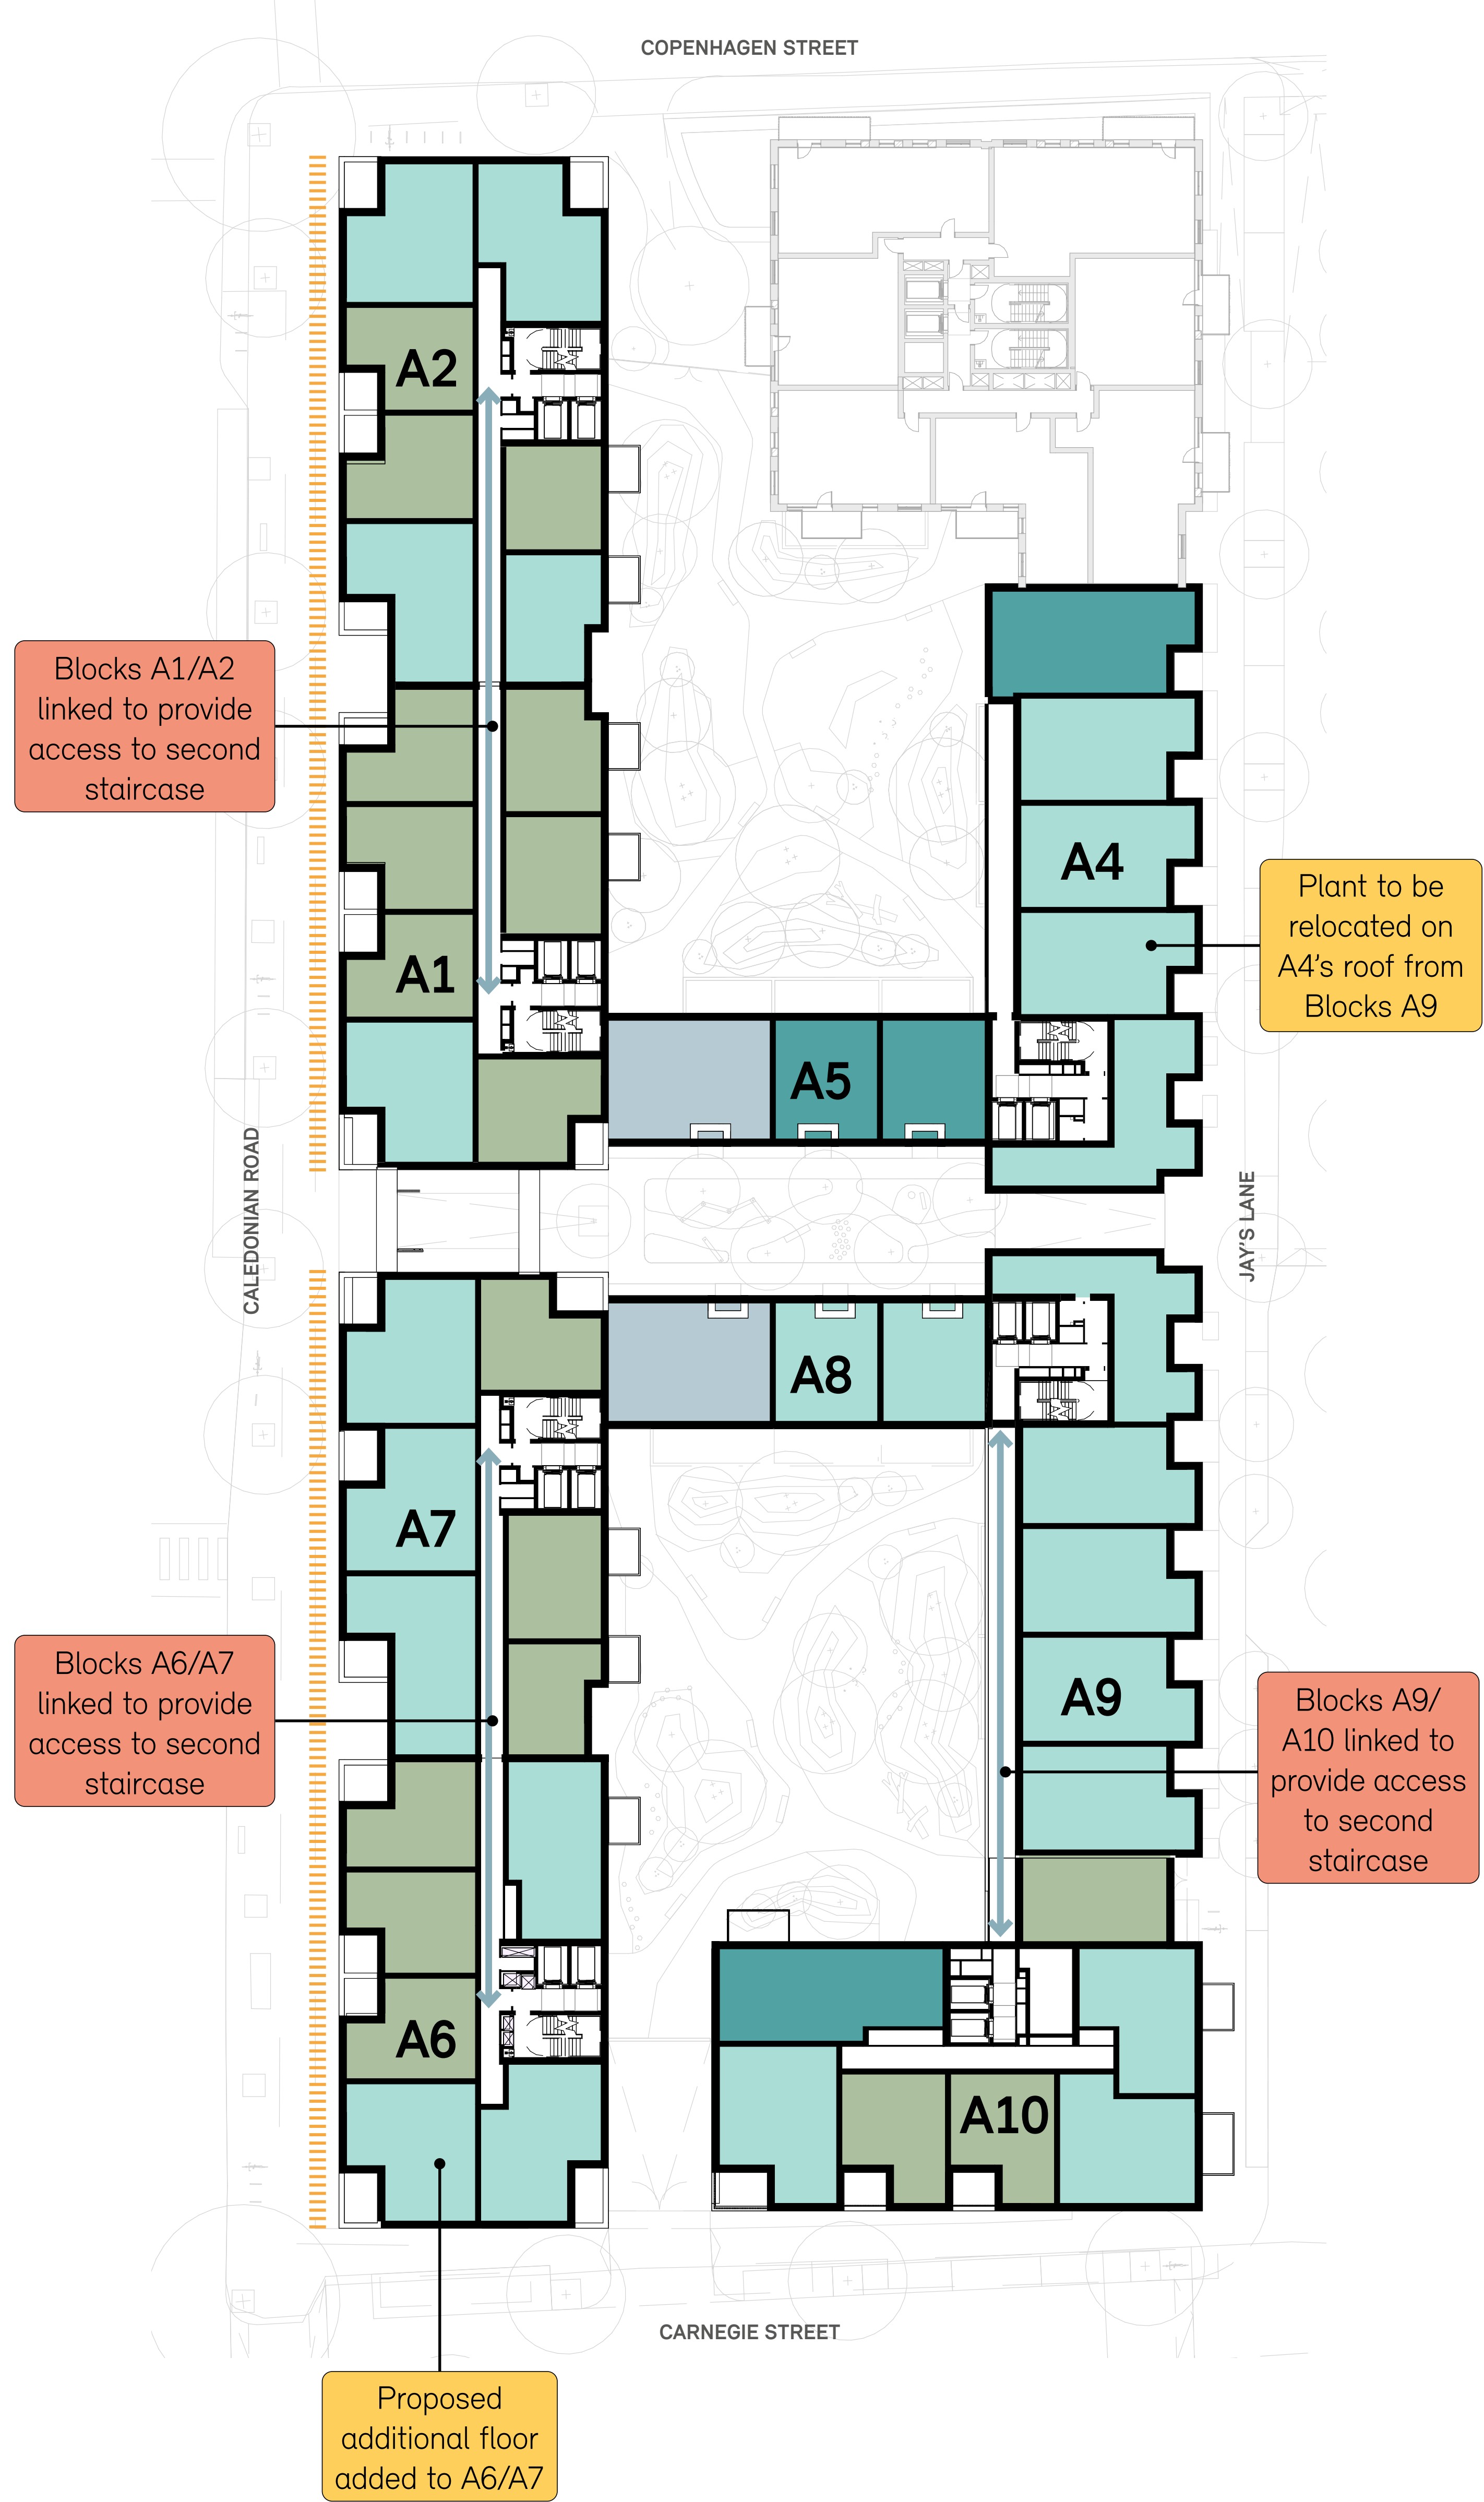 COPENHAGEN STREET
A2
Blocks A1/A2
linked to provide
access to second
staircase
A4
Plant to be
relocated on
A4's roof from
Blocks A9
A1
A5
CALEDONIAN ROAD
JAY'S LANE
A8
A7
Blocks A6/A7
linked to provide
access to second
staircase
A9
Blocks A9/
A10 linked to
provide access
to second
staircase
A6
A10
CARNEGIE STREET
Proposed
additional floor
added to A6/A7